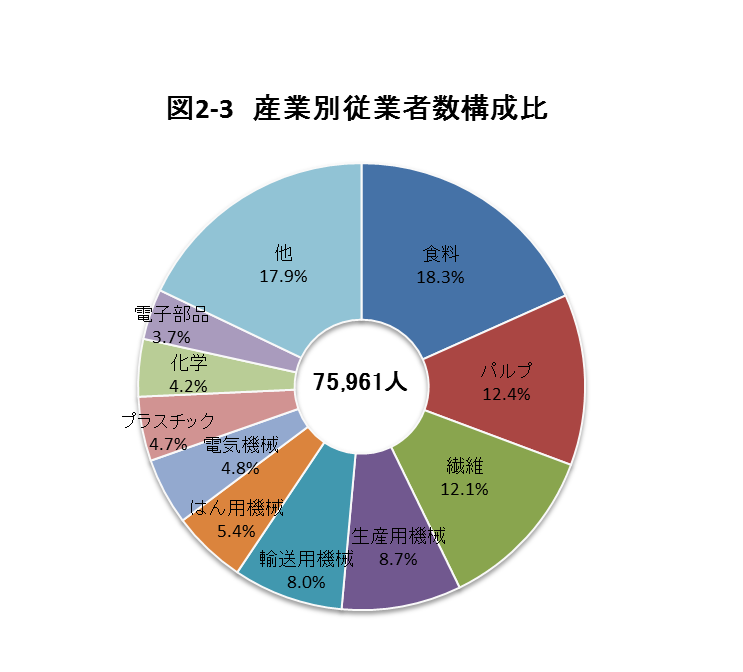 図2-3 産業別従業者数構成比
食料
18.3%
パルプ
12.4%
繊維
12.1%
生産用機械
8.7%
輸送用機械
8.0%
はん用機械
5.4%
電気機械
4.8%
プラスチック
4.7%
化学
4.2%
電子部品
3.7%
他
17.9%
75,961人